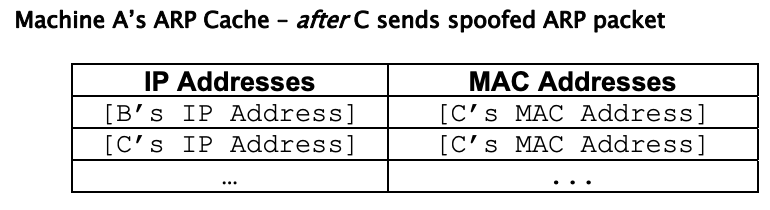 Machine A’s ARP Cache – after C sends spoofed ARP packet
IP Addresses MAC Addresses
[B’s IP Address] [C’s MAC Address]
[C’s IP Address] [C’s MAC Address]
… ...